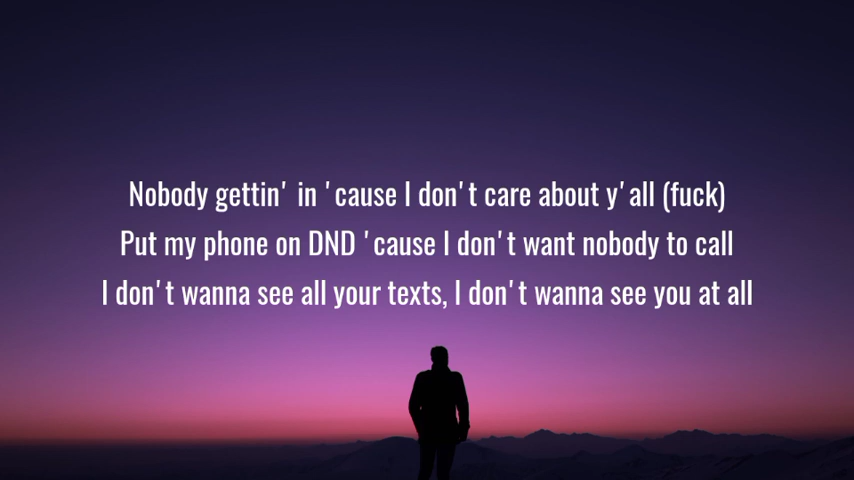 Nobody gettin' in 'cause I don't care about y'all (fuck)
Put my phone on DND 'cause I don't want nobody to call
I don't wanna see all your texts, I don't wanna see you at all